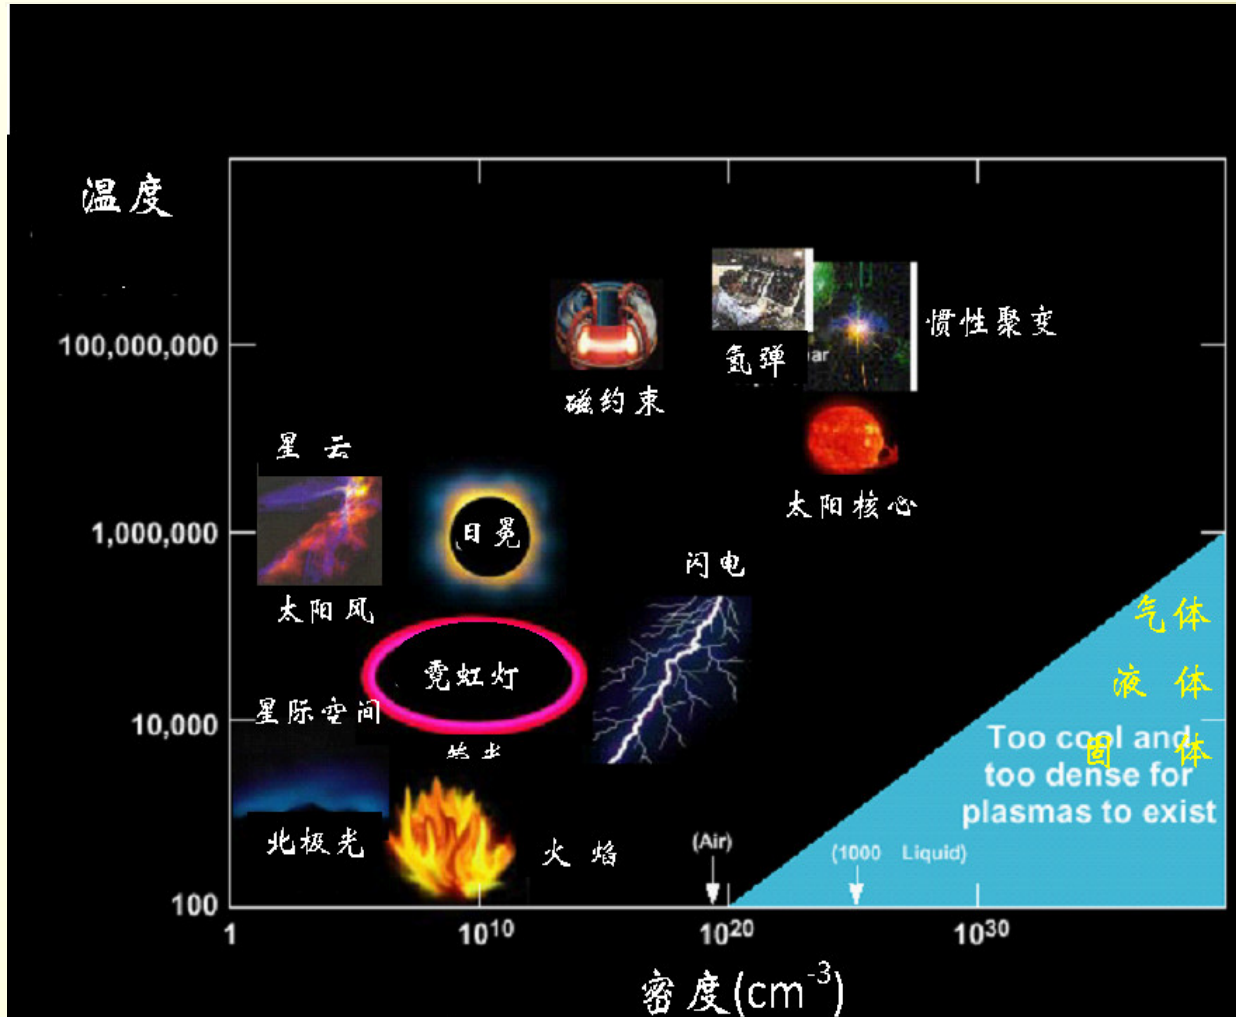 温度
100,000,000
1,000,000
10,000
100
磁约束
氢弹
ar
惯性聚变
太阳核心
星 云
太阳风
日冕
闪电
霓虹灯
星际空间
北极光
火 焰
气体
液 体
固 体
Too cool and
too dense for
plasmas to exist
(Air)
(1000 Liquid)
1
10¹⁰
10²⁰
10³⁰
密度(cm⁻³)